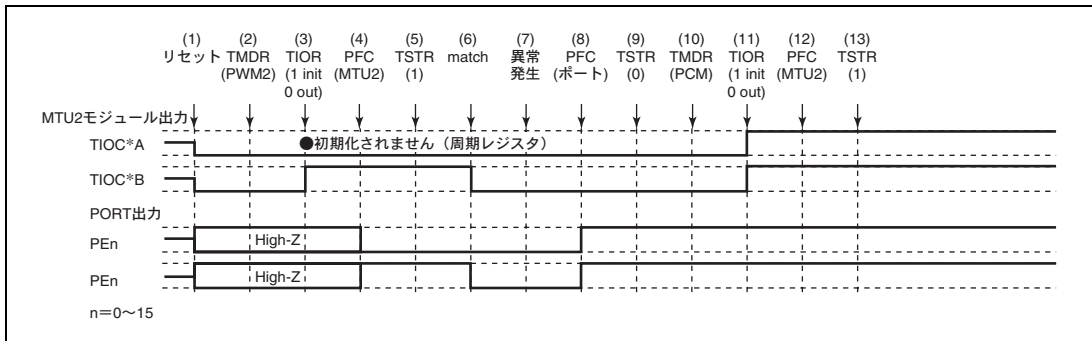 (1) (2) (3) (4) (5) (6) (7) (8) (9) (10) (11) (12) (13)
リセット TMDR TIOR PFC TSTR match 異常 PFC TSTR TMDR TIOR PFC TSTR
(PWM2) (1 init (MTU2) (1) 発生 (ポート) (0) (PCM) (1 init (MTU2) (1)
0 out) 0 out)
MTU2モジュール出力
TIOC*A ●初期化されません（周期レジスタ）
TIOC*B
PORT出力
PEn High-Z
PEn High-Z
n＝0～15